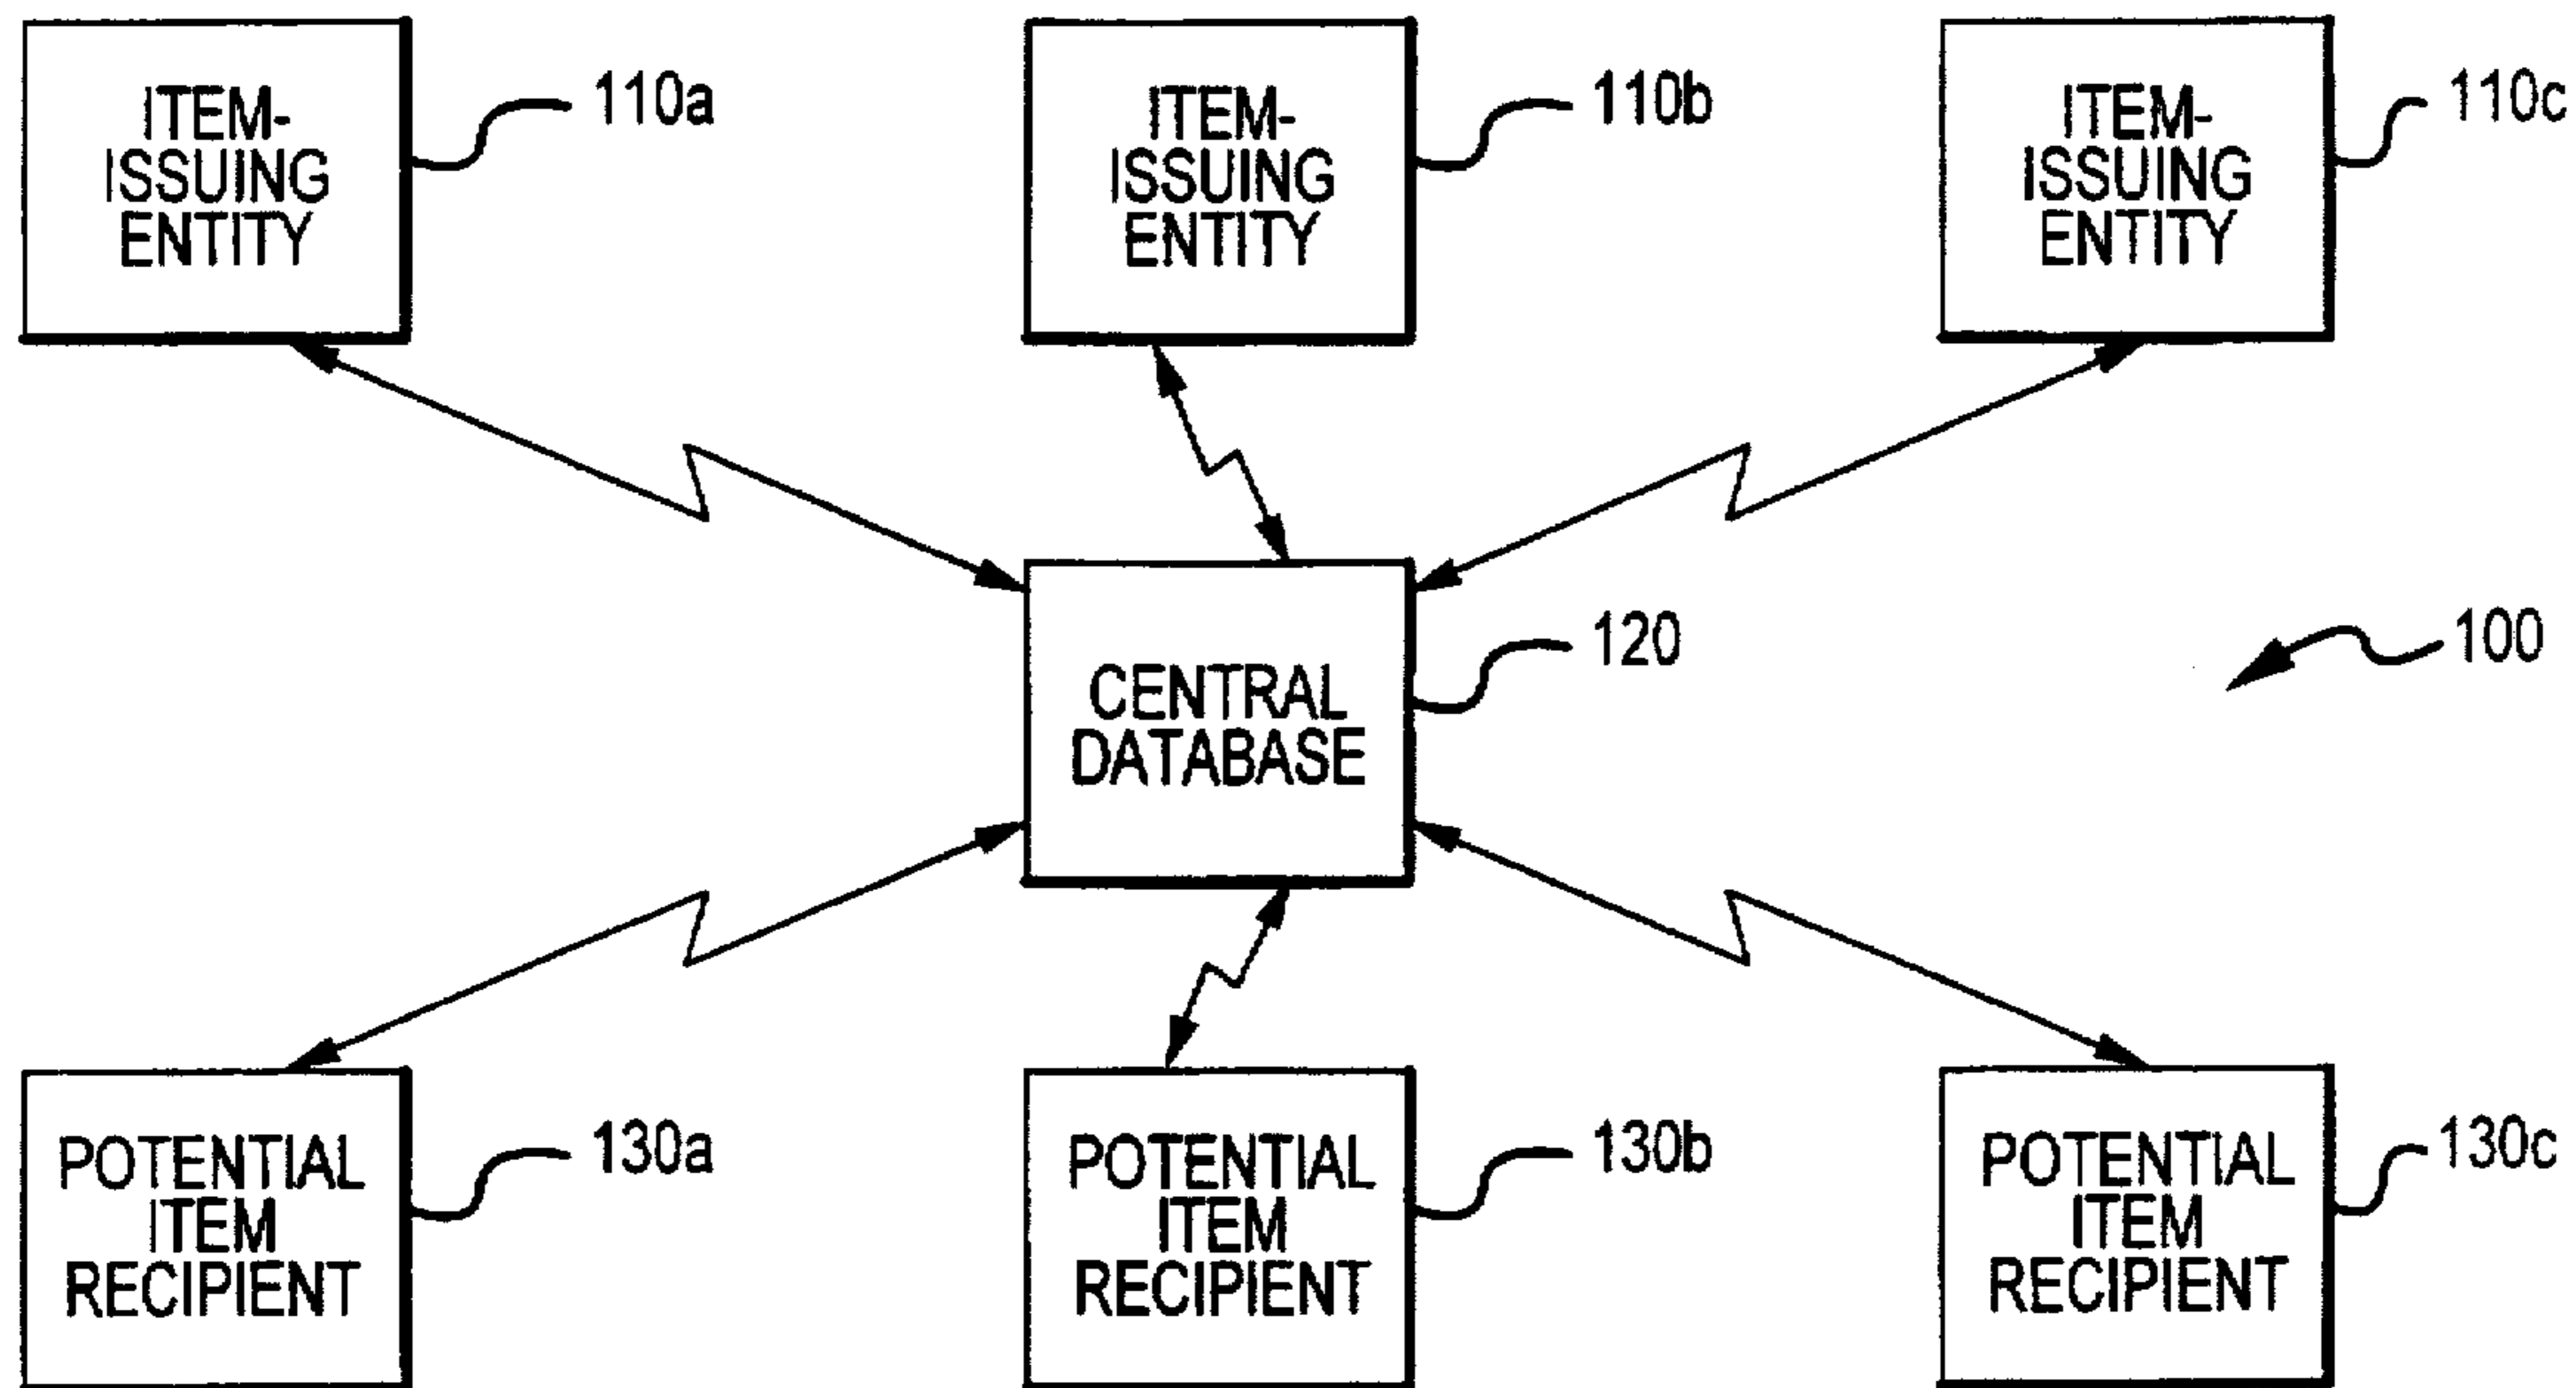 ITEM-
ISSUING
ENTITY
110a
ITEM-
ISSUING
ENTITY
110b
ITEM-
ISSUING
ENTITY
110c
CENTRAL
DATABASE
120
100
POTENTIAL
ITEM
RECIPIENT
130a
POTENTIAL
ITEM
RECIPIENT
130b
POTENTIAL
ITEM
RECIPIENT
130c